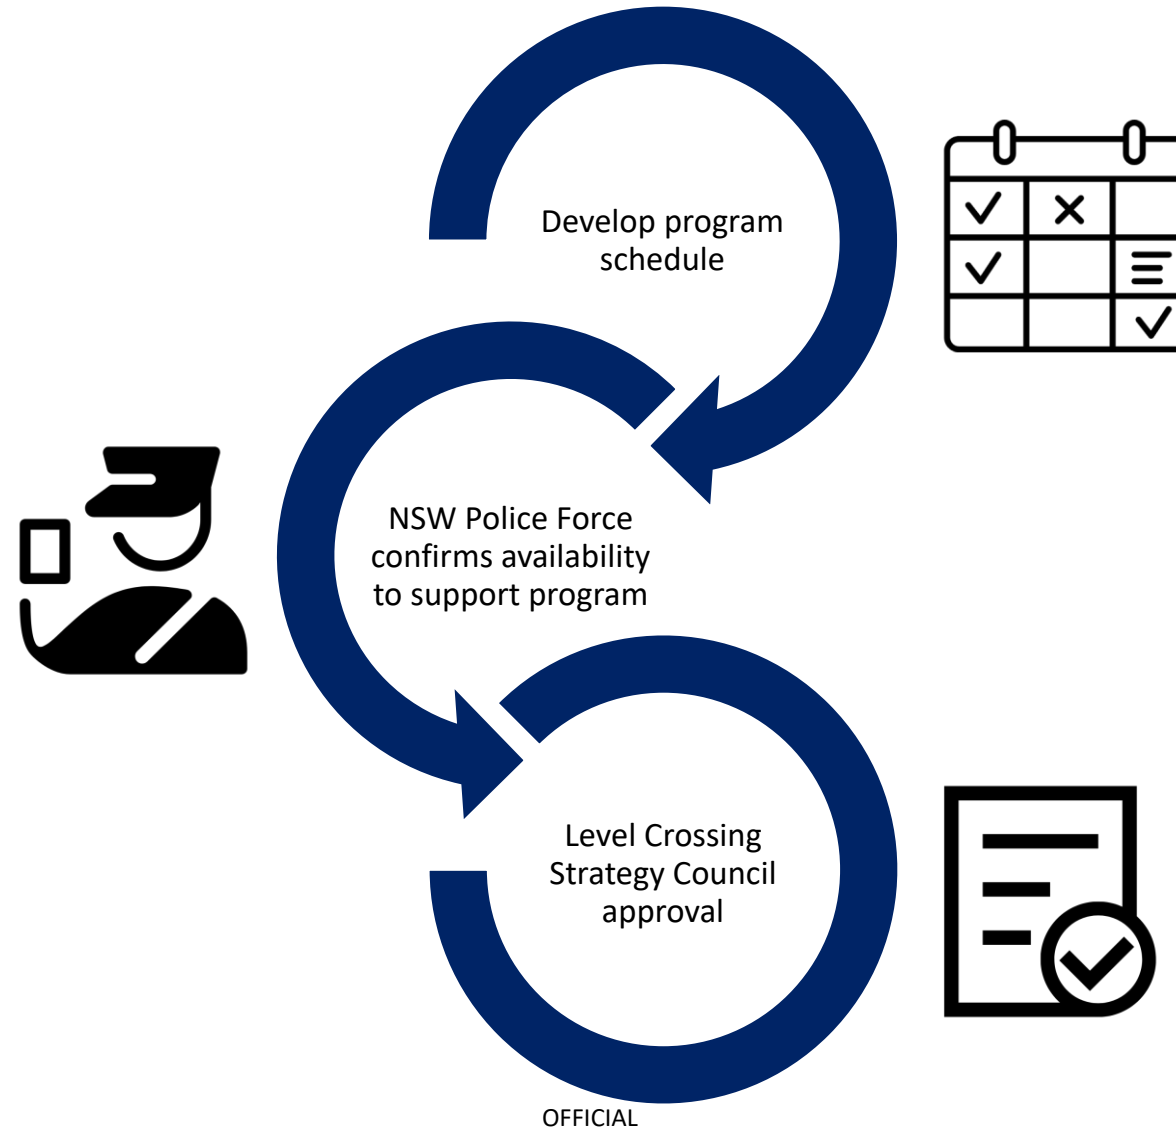 Develop program
schedule
NSW Police Force
confirms availability
to support program
Level Crossing
Strategy Council
approval
OFFICIAL